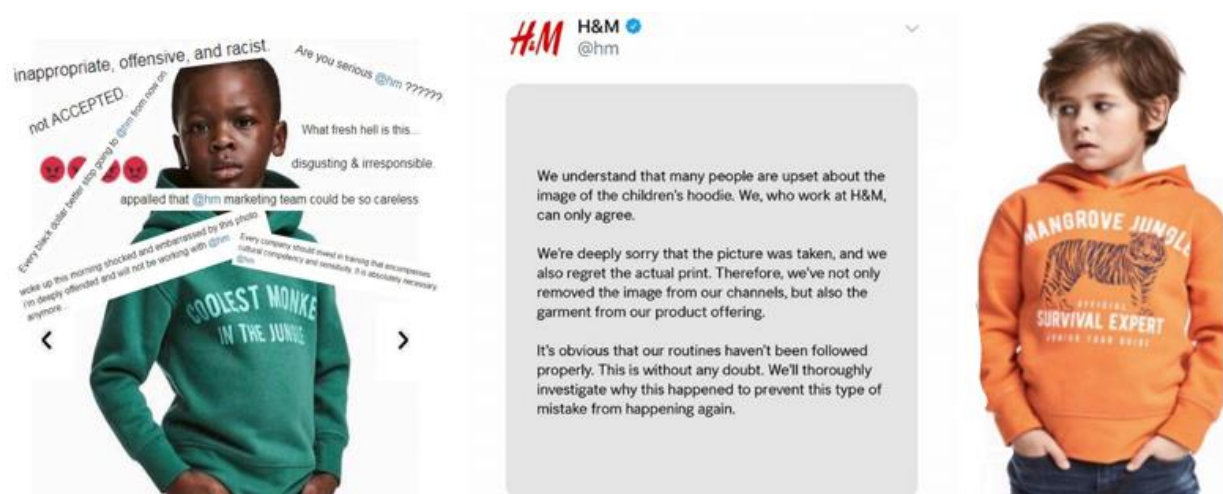 inappropriate, offensive, and racist.
Are you serious @hm ??????
not ACCEPTED.
Every black dollar better stop going to @hm from now on
What fresh hell is this...
disgusting & irresponsible.
appalled that @hm marketing team could be so careless
woke up this morning shocked and embarrassed by this photo.
i'm deeply offended and will not be working with @hm
anymore...
Every company should invest in training that encompasses
cultural competency and sensitivity. It is absolutely necessary.
@hm
COOLEST MONKE
IN THE JUNGLE
H&M
H&M
@hm
We understand that many people are upset about the
image of the children's hoodie. We, who work at H&M,
can only agree.
We're deeply sorry that the picture was taken, and we
also regret the actual print. Therefore, we've not only
removed the image from our channels, but also the
garment from our product offering.
It's obvious that our routines haven't been followed
properly. This is without any doubt. We'll thoroughly
investigate why this happened to prevent this type of
mistake from happening again.
MANGROVE JUNGLE
OFFICIAL
SURVIVAL EXPERT
JUNIOR TOUR GUIDE